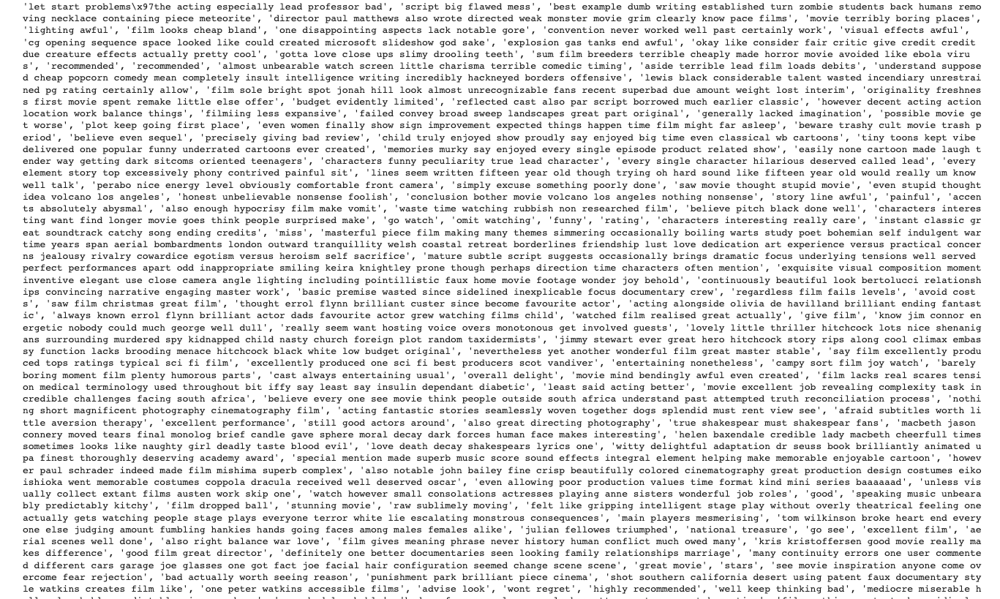 'let start problems\x97the acting especially lead professor bad', 'script big flawed mess', 'best example dumb writing established turn zombie students back humans remo
ving necklace containing piece meteorite', 'director paul matthews also wrote directed weak monster movie grim clearly know pace films', 'movie terribly boring places',
'lighting awful', 'film looks cheap bland', 'one disappointing aspects lack notable gore', 'convention never worked well past certainly work', 'visual effects awful',
'cg opening sequence space looked like could created microsoft slideshow god sake', 'explosion gas tanks end awful', 'okay like consider fair critic give credit credit
due creature effects actually pretty cool', 'gotta love close ups slimy drooling teeth', 'sum film breeders terrible cheaply made horror movie avoided like ebola viru
s', 'recommended', 'recommended', 'almost unbearable watch screen little charisma terrible comedic timing', 'aside terrible lead film loads debits', 'understand suppose
d cheap popcorn comedy mean completely insult intelligence writing incredibly hackneyed borders offensive', 'lewis black considerable talent wasted incendiary unrestrai
ned pg rating certainly allow', 'film sole bright spot jonah hill look almost unrecognizable fans recent superbad due amount weight lost interim', 'originality freshnes
s first movie spent remake little else offer', 'budget evidently limited', 'reflected cast also par script borrowed much earlier classic', 'however decent acting action
location work balance things', 'filmiing less expansive', 'failed convey broad sweep landscapes great part original', 'generally lacked imagination', 'possible movie ge
t worse', 'plot keep going first place', 'even women finally show sign improvement expected things happen time film might far asleep', 'beware trashy cult movie trash p
eriod', 'believe even sequel', 'precisely giving bad review', 'child truly enjoyed show proudly say enjoyed big time even classical wb cartoons', 'tiny toons kept vibe
delivered one popular funny underrated cartoons ever created', 'memories murky say enjoyed every single episode product related show', 'easily none cartoon made laugh t
ender way getting dark sitcoms oriented teenagers', 'characters funny peculiarity true lead character', 'every single character hilarious deserved called lead', 'every
element story top excessively phony contrived painful sit', 'lines seem written fifteen year old though trying oh hard sound like fifteen year old would really um know
well talk', 'perabo nice energy level obviously comfortable front camera', 'simply excuse something poorly done', 'saw movie thought stupid movie', 'even stupid thought
idea volcano los angeles', 'honest unbelievable nonsense foolish', 'conclusion bother movie volcano los angeles nothing nonsense', 'story line awful', 'painful', 'accen
ts absolutely abysmal', 'also enough hypocrisy film make vomit', 'waste time watching rubbish non researched film', 'believe pitch black done well', 'characters interes
ting want find longer movie goes think people surprised make', 'go watch', 'omit watching', 'funny', 'rating', 'characters interesting really care', 'instant classic gr
eat soundtrack catchy song ending credits', 'miss', 'masterful piece film making many themes simmering occasionally boiling warts study poet bohemian self indulgent war
time years span aerial bombardments london outward tranquillity welsh coastal retreat borderlines friendship lust love dedication art experience versus practical concer
ns jealousy rivalry cowardice egotism versus heroism self sacrifice', 'mature subtle script suggests occasionally brings dramatic focus underlying tensions well served
perfect performances apart odd inappropriate smiling keira knightley prone though perhaps direction time characters often mention', 'exquisite visual composition moment
inventive elegant use close camera angle lighting including pointillistic faux home movie footage wonder joy behold', 'continuously beautiful look bertolucci relationsh
ips convincing narrative engaging master work', 'basic premise wasted since sidelined inexplicable focus documentary crew', 'regardless film fails levels', 'avoid cost
s', 'saw film christmas great film', 'thought errol flynn brilliant custer since become favourite actor', 'acting alongside olivia de havilland brilliant ending fantast
ic', 'always known errol flynn brilliant actor dads favourite actor grew watching films child', 'watched film realised great actually', 'give film', 'know jim connor en
ergetic nobody could much george well dull', 'really seem want hosting voice overs monotonous get involved guests', 'lovely little thriller hitchcock lots nice shenanig
ans surrounding murdered spy kidnapped child nasty church foreign plot random taxidermists', 'jimmy stewart ever great hero hitchcock story rips along cool climax embas
sy function lacks brooding menace hitchcock black white low budget original', 'nevertheless yet another wonderful film great master stable', 'say film excellently produ
ced tops ratings typical sci fi film', 'excellently produced one sci fi best producers scot vandiver', 'entertaining nonetheless', 'campy sort film joy watch', 'barely
boring moment film plenty humorous parts', 'cast always entertaining usual', 'overall delight', 'movie mind bendingly awful even created', 'film lacks real scares tensi
on medical terminology used throughout bit iffy say least say insulin dependant diabetic', 'least said acting better', 'movie excellent job revealing complexity task in
credible challenges facing south africa', 'believe every one see movie think people outside south africa understand past attempted truth reconciliation process', 'nothi
ng short magnificent photography cinematography film', 'acting fantastic stories seamlessly woven together dogs splendid must rent view see', 'afraid subtitles worth li
ttle aversion therapy', 'excellent performance', 'still good actors around', 'also great directing photography', 'true shakespear must shakespear fans', 'macbeth jason
connery moved tears final monolog brief candle gave sphere moral decay dark forces human face makes interesting', 'helen baxendale credible lady macbeth cheerfull times
sometimes looks like naughty girl deadly taste blood evil', 'love death decay shakespears lyrics one', 'witty delightful adaptation dr seuss book brilliantly animated u
pa finest thoroughly deserving academy award', 'special mention made superb music score sound effects integral element helping make memorable enjoyable cartoon', 'howev
er paul schrader indeed made film mishima superb complex', 'also notable john bailey fine crisp beautifully colored cinematography great production design costumes eiko
ishioka went memorable costumes coppola dracula received well deserved oscar', 'even allowing poor production values time format kind mini series baaaaaad', 'unless vis
ually collect extant films austen work skip one', 'watch however small consolations actresses playing anne sisters wonderful job roles', 'good', 'speaking music unbeara
bly predictably kitchy', 'film dropped ball', 'stunning movie', 'raw sublimely moving', 'felt like gripping intelligent stage play without overly theatrical feeling one
actually gets watching people stage plays everyone terror white lie escalating monstrous consequences', 'main players mesmerising', 'tom wilkinson broke heart end every
one else judging amount fumbling hankies hands going faces among males females alike', 'julian fellowes triumphed', 'national treasure', 'go see', 'excellent film', 'ae
rial scenes well done', 'also right balance war love', 'film gives meaning phrase never history human conflict much owed many', 'kris kristoffersen good movie really ma
kes difference', 'good film great director', 'definitely one better documentaries seen looking family relationships marriage', 'many continuity errors one user commente
d different cars garage joe glasses one got fact joe facial hair configuration seemed change scene scene', 'great movie', 'stars', 'see movie inspiration anyone come ov
ercome fear rejection', 'bad actually worth seeing reason', 'punishment park brilliant piece cinema', 'shot southern california desert using patent faux documentary sty
le watkins creates film like', 'one peter watkins accessible films', 'advise look', 'wont regret', 'highly recommended', 'well keep thinking bad', 'mediocre miserable h